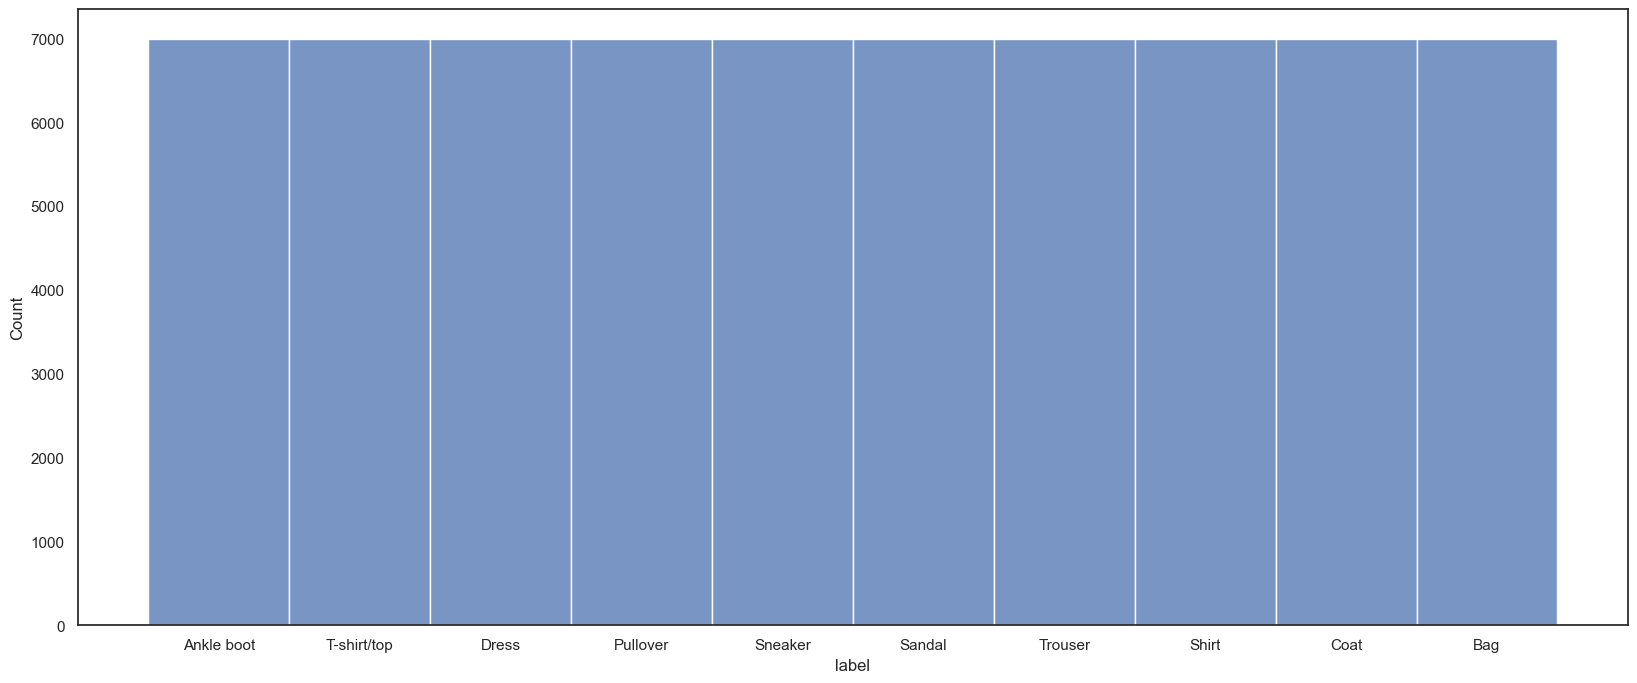 7000
6000
5000
4000
3000
2000
1000
0
Count
Ankle boot T-shirt/top Dress Pullover Sneaker Sandal Trouser Shirt Coat Bag
label